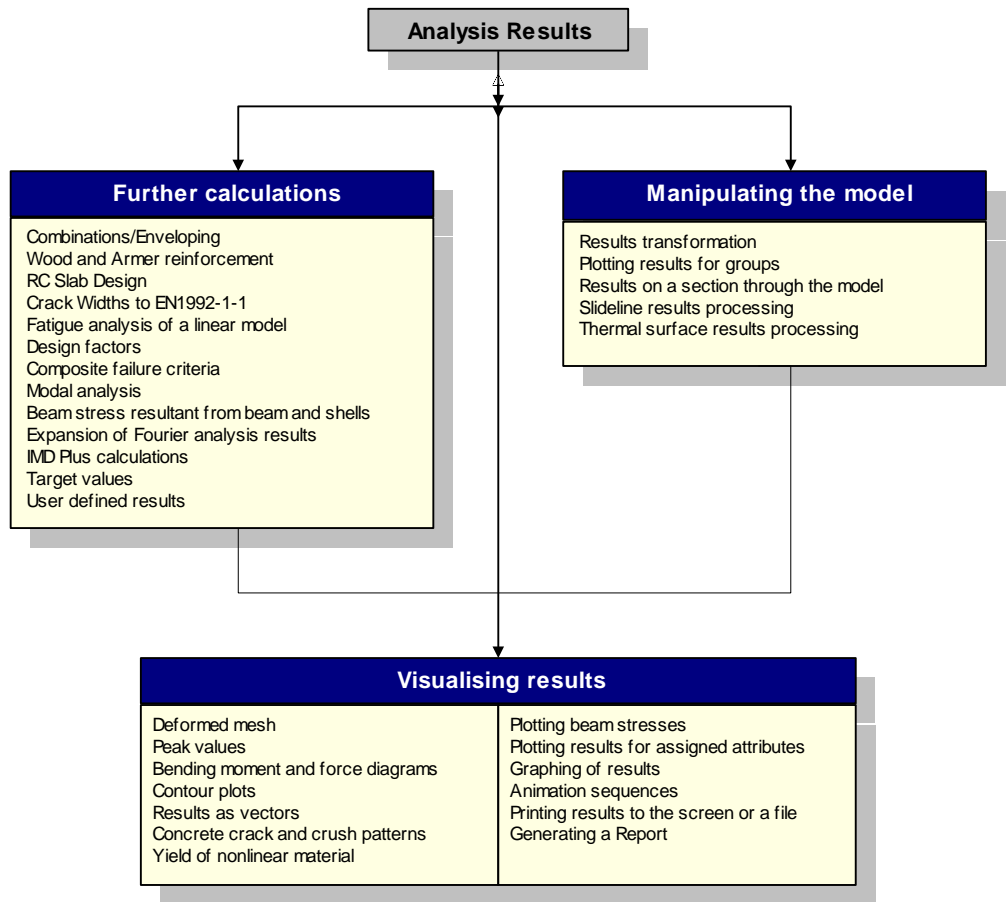 Analysis Results
Further calculations
Combinations/Enveloping
Wood and Armer reinforcement
RC Slab Design
Crack Widths to EN1992-1-1
Fatigue analysis of a linear model
Design factors
Composite failure criteria
Modal analysis
Beam stress resultant from beam and shells
Expansion of Fourier analysis results
IMD Plus calculations
Target values
User defined results
Manipulating the model
Results transformation
Plotting results for groups
Results on a section through the model
Slideline results processing
Thermal surface results processing
Visualising results
Deformed mesh
Peak values
Bending moment and force diagrams
Contour plots
Results as vectors
Concrete crack and crush patterns
Yield of nonlinear material
Plotting beam stresses
Plotting results for assigned attributes
Graphing of results
Animation sequences
Printing results to the screen or a file
Generating a Report